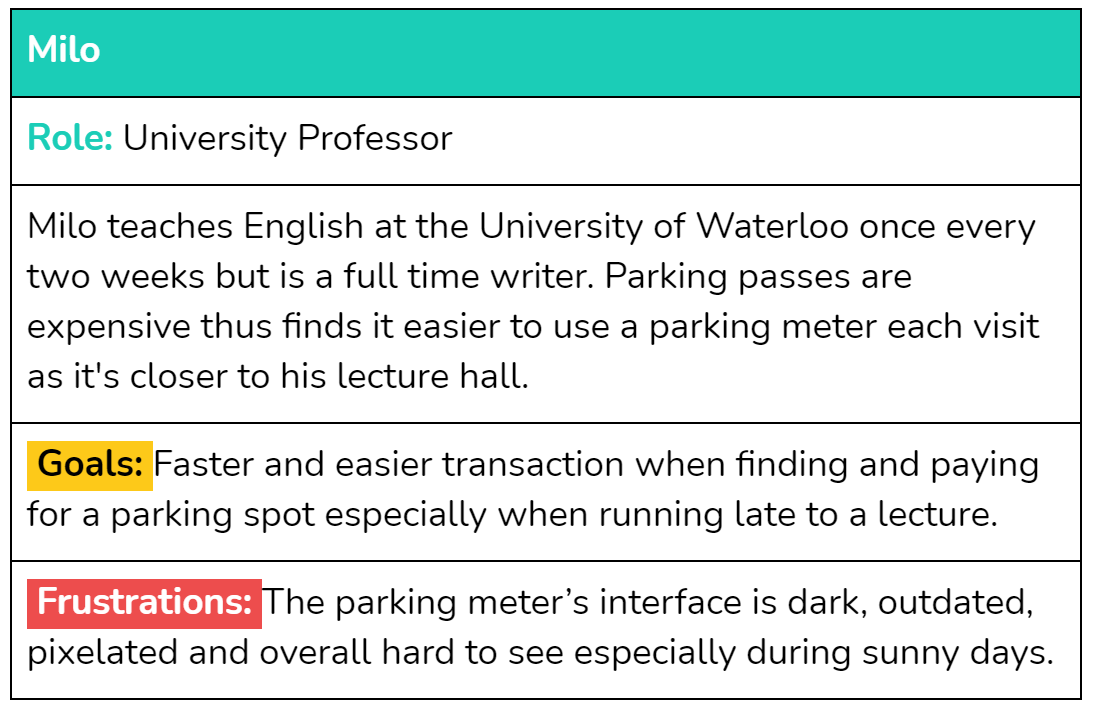 Milo
Role: University Professor
Milo teaches English at the University of Waterloo once every
two weeks but is a full time writer. Parking passes are
expensive thus finds it easier to use a parking meter each visit
as it's closer to his lecture hall.
Goals: Faster and easier transaction when finding and paying
for a parking spot especially when running late to a lecture.
Frustrations: The parking meter’s interface is dark, outdated,
pixelated and overall hard to see especially during sunny days.